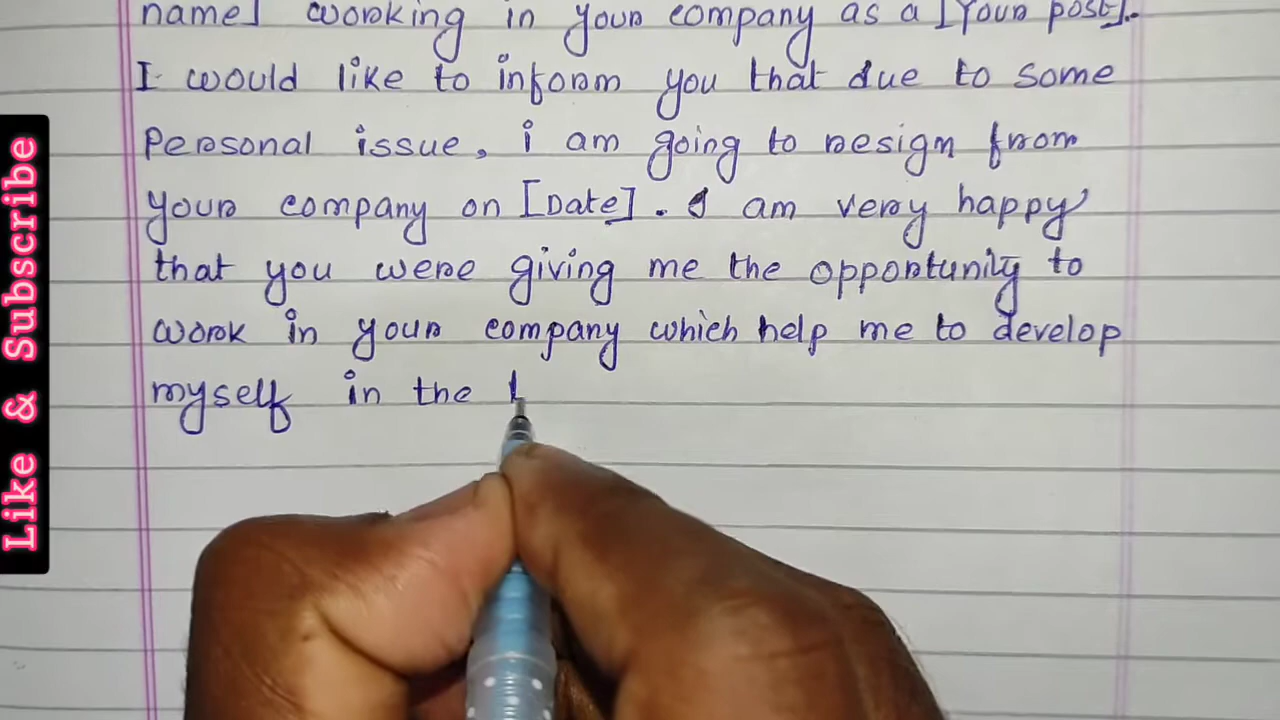 name] working in your company as a [Your post].
I would like to inform you that due to some
Personal issue, i am going to resign from
your company on [Date]. I am very happy
that you were giving me the opportunity to
work in your company which help me to develop
myself in the
Like & Subscribe